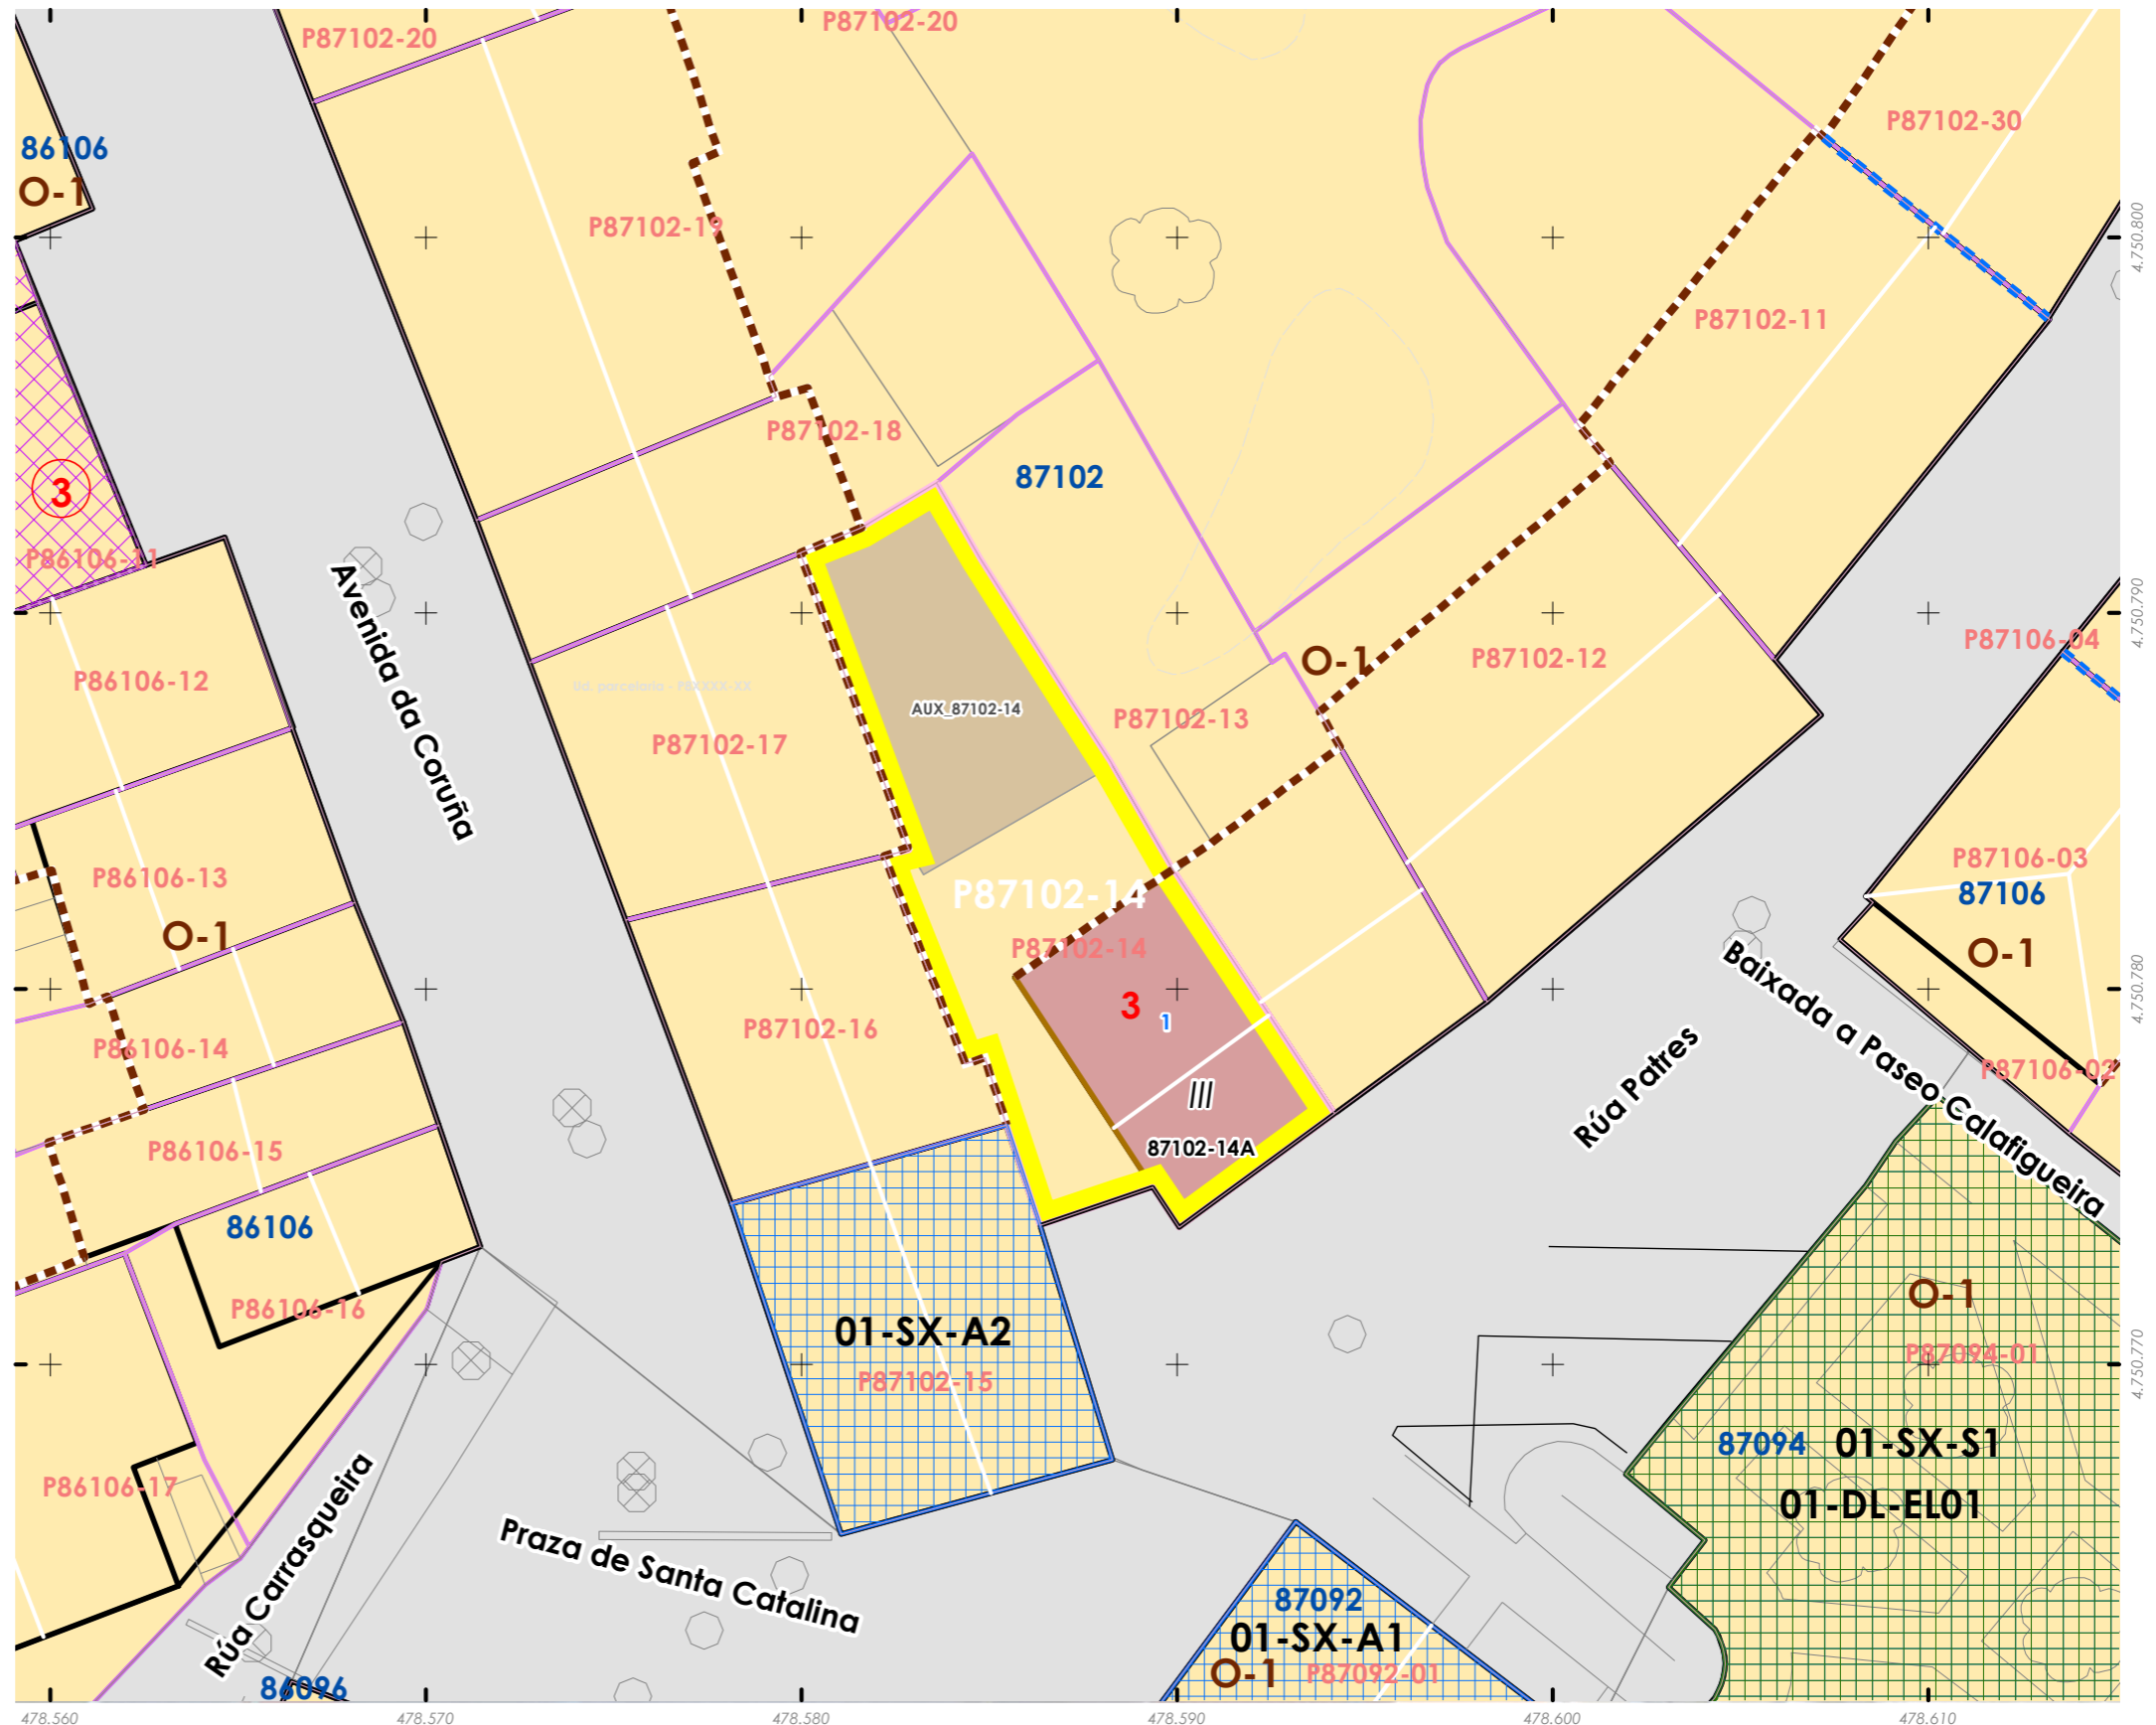 P87102-20
P87102-20
P87102-30
86106
O-1
P87102-19
P87102-11
P87102-18
87102
3
P86106-11
Avenida da Coruña
P86106-12
Ud. parcelaria - P8XXXX-XX
P87102-17
AUX_87102-14
P87102-13
O-1
P87102-12
P87106-04
P86106-13
O-1
P87102-14
P87102-14
P87106-03
87106
O-1
3
1
P86106-14
P87102-16
Baixada a Paseo Calafigueira
P87106-02
Rúa Patres
III
87102-14A
P86106-15
86106
P86106-16
01-SX-A2
P87102-15
O-1
P87094-01
87094
01-SX-S1
01-DL-EL01
P86106-17
Rúa Carrasqueira
Praza de Santa Catalina
87092
01-SX-A1
O-1
P87092-01
86096
4.750.800
4.750.790
4.750.780
4.750.770
478.560
478.570
478.580
478.590
478.600
478.610